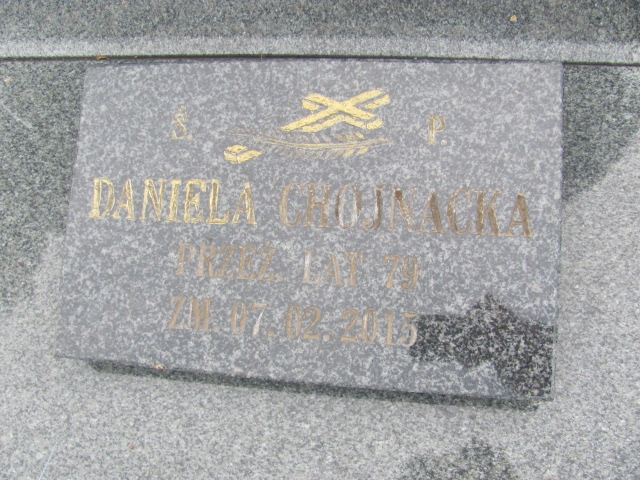 Ś. P.
DANIELA CHOJNACKA
PRZEŻ. LAT 79
ZM. 07.02.2015